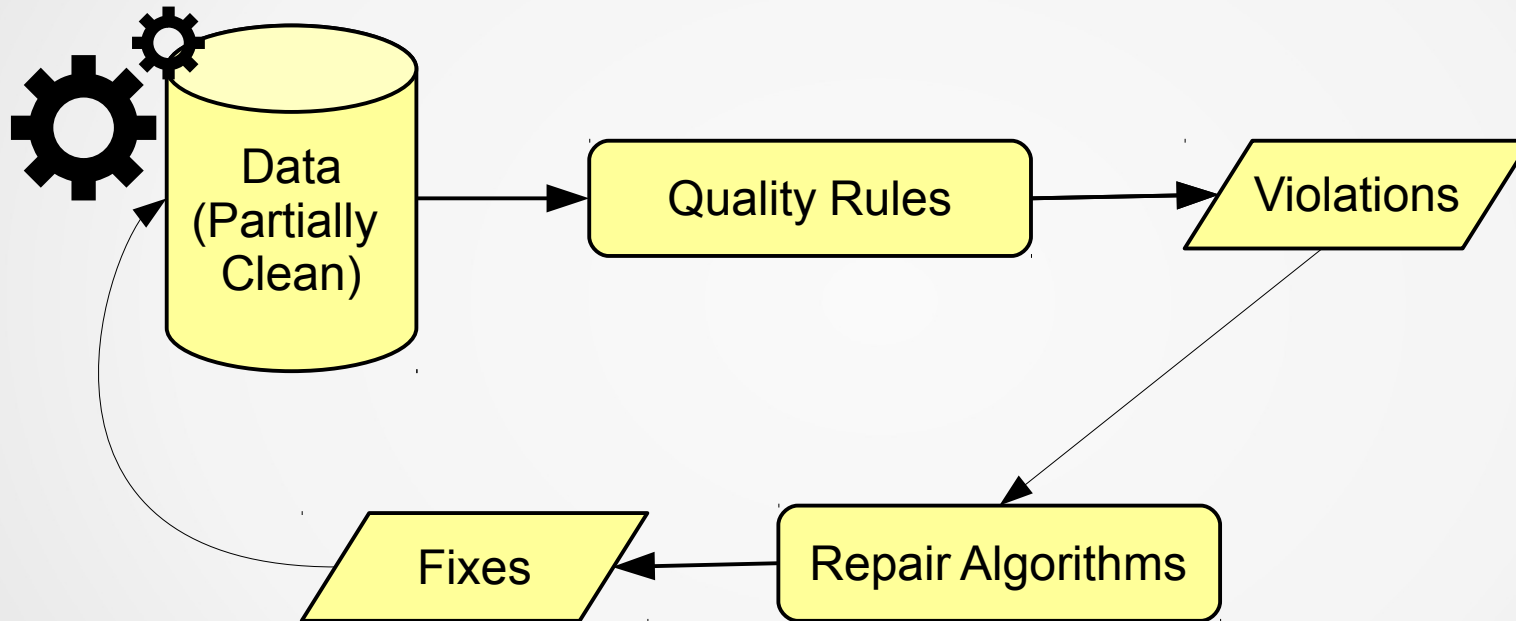 Data
(Partially
Clean)
Quality Rules
Violations
Fixes
Repair Algorithms